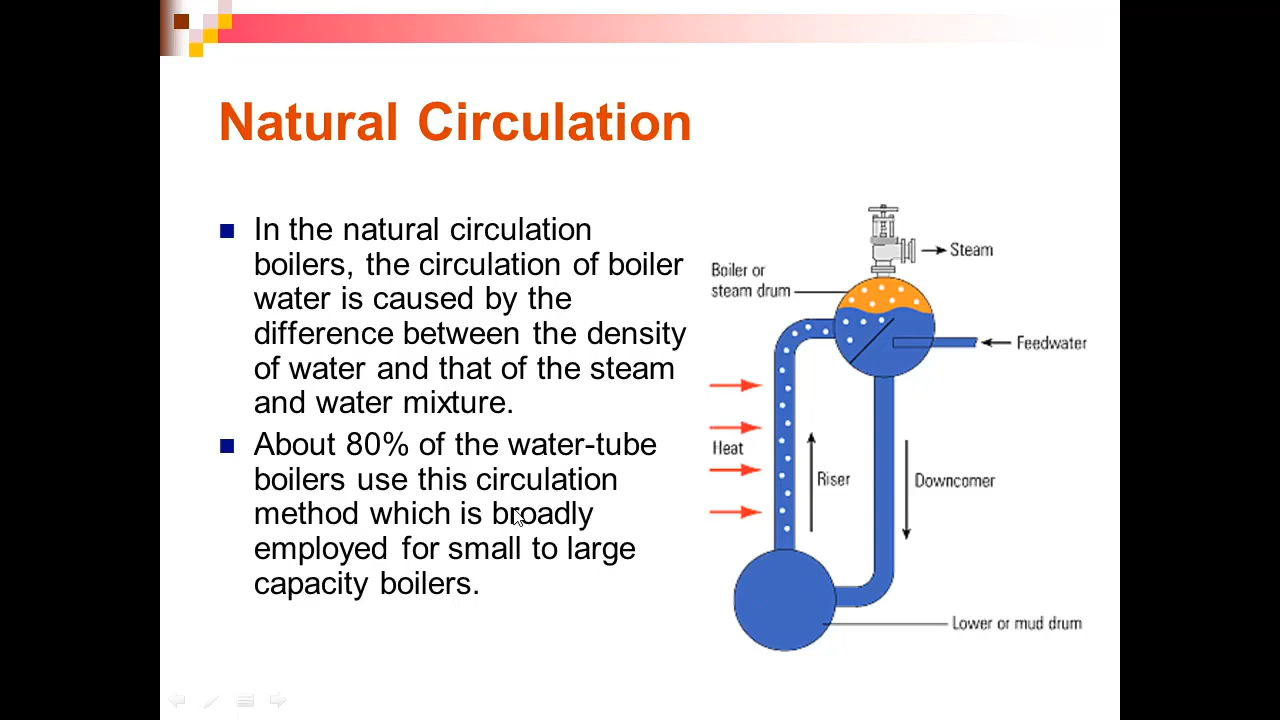 Natural Circulation
In the natural circulation
boilers, the circulation of boiler
water is caused by the
difference between the density
of water and that of the steam
and water mixture.
About 80% of the water-tube
boilers use this circulation
method which is broadly
employed for small to large
capacity boilers.
Steam
Boiler or
steam drum
Feedwater
Heat
Riser
Downcomer
Lower or mud drum